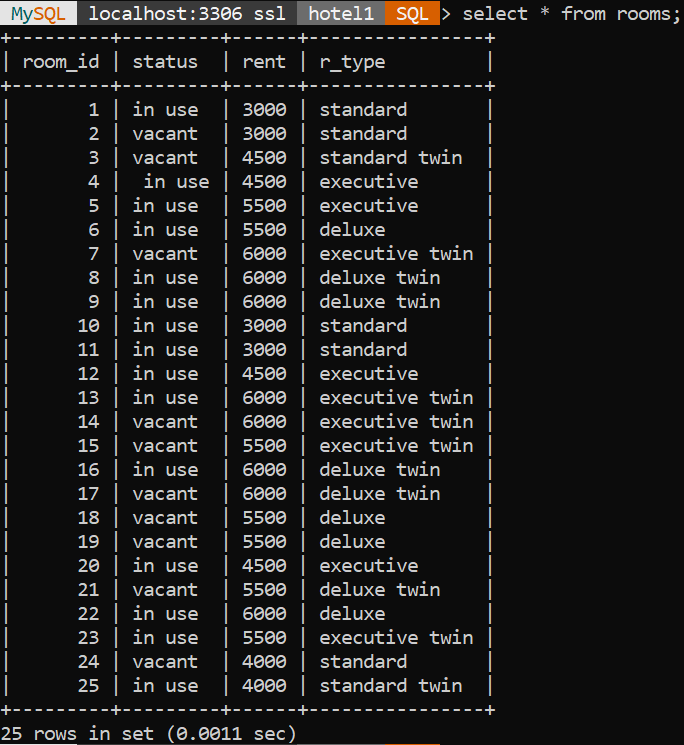 MySQL localhost:3306 ssl hotel1 SQL > select * from rooms;
+---------+---------+------+----------------+
| room_id | status  | rent | r_type         |
+---------+---------+------+----------------+
|       1 | in use  | 3000 | standard       |
|       2 | vacant  | 3000 | standard       |
|       3 | vacant  | 4500 | standard twin  |
|       4 |  in use | 4500 | executive      |
|       5 | in use  | 5500 | executive      |
|       6 | in use  | 5500 | deluxe         |
|       7 | vacant  | 6000 | executive twin |
|       8 | in use  | 6000 | deluxe twin    |
|       9 | in use  | 6000 | deluxe twin    |
|      10 | in use  | 3000 | standard       |
|      11 | in use  | 3000 | standard       |
|      12 | in use  | 4500 | executive      |
|      13 | in use  | 6000 | executive twin |
|      14 | vacant  | 6000 | executive twin |
|      15 | vacant  | 5500 | executive twin |
|      16 | in use  | 6000 | deluxe twin    |
|      17 | vacant  | 6000 | deluxe twin    |
|      18 | vacant  | 5500 | deluxe         |
|      19 | vacant  | 5500 | deluxe         |
|      20 | in use  | 4500 | executive      |
|      21 | vacant  | 5500 | deluxe twin    |
|      22 | in use  | 6000 | deluxe         |
|      23 | in use  | 5500 | executive twin |
|      24 | vacant  | 4000 | standard       |
|      25 | in use  | 4000 | standard twin  |
+---------+---------+------+----------------+
25 rows in set (0.0011 sec)